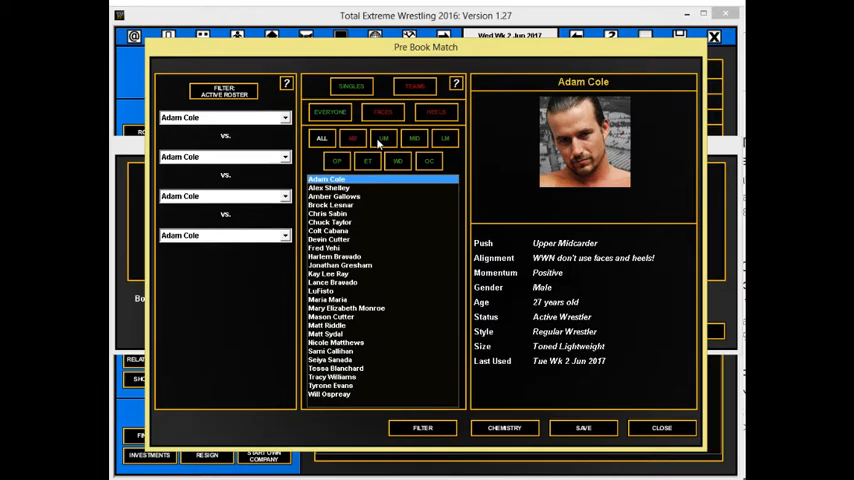 Total Extreme Wrestling 2016: Version 1.27
Wed Wk 2 Jun 2017
Pre Book Match
FILTER:
ACTIVE ROSTER
?
Adam Cole
vs.
Adam Cole
vs.
Adam Cole
vs.
Adam Cole
SINGLES
TEAMS
?
EVERYONE
FACES
HEELS
ALL
ME
UM
MID
LM
OP
ET
WD
OC
Adam Cole
Alex Shelley
Amber Gallows
Brock Lesnar
Chris Sabin
Chuck Taylor
Colt Cabana
Devin Cutter
Fred Yehi
Harlem Bravado
Jonathan Gresham
Kay Lee Ray
Lance Bravado
LuFisto
Maria Maria
Mary Elizabeth Monroe
Mason Cutter
Matt Riddle
Matt Sydal
Nicole Matthews
Sami Callihan
Seiya Sanada
Tessa Blanchard
Tracy Williams
Tyrone Evans
Will Ospreay
Adam Cole
Push Upper Midcarder
Alignment WWN don't use faces and heels!
Momentum Positive
Gender Male
Age 27 years old
Status Active Wrestler
Style Regular Wrestler
Size Toned Lightweight
Last Used Tue Wk 2 Jun 2017
FILTER
CHEMISTRY
SAVE
CLOSE
INVESTMENTS
RESIGN
START OWN
COMPANY